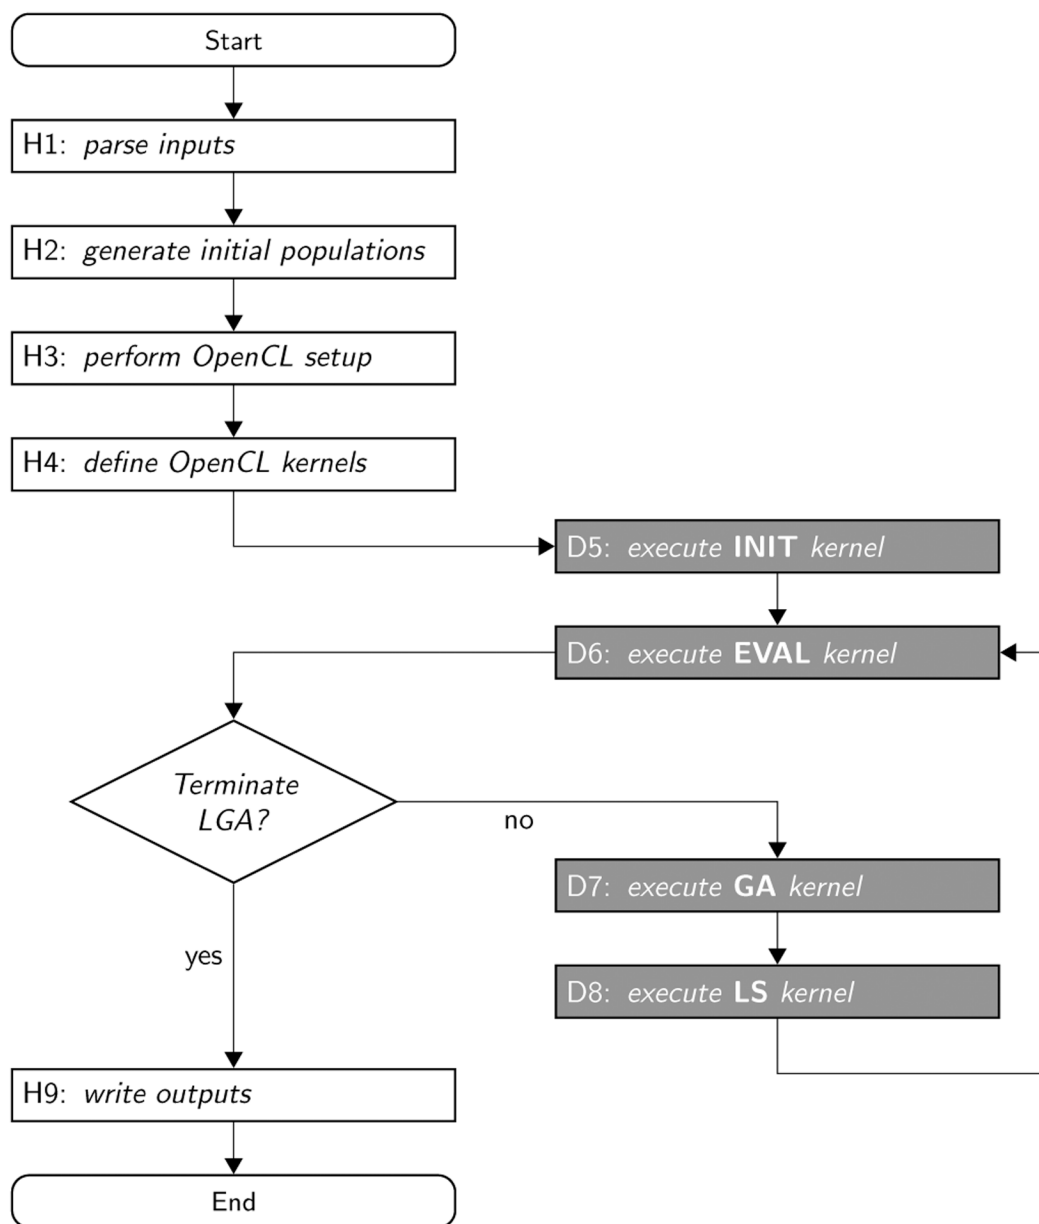 Start
H1: parse inputs
H2: generate initial populations
H3: perform OpenCL setup
H4: define OpenCL kernels
D5: execute INIT kernel
D6: execute EVAL kernel
Terminate
LGA?
no
D7: execute GA kernel
yes
D8: execute LS kernel
H9: write outputs
End